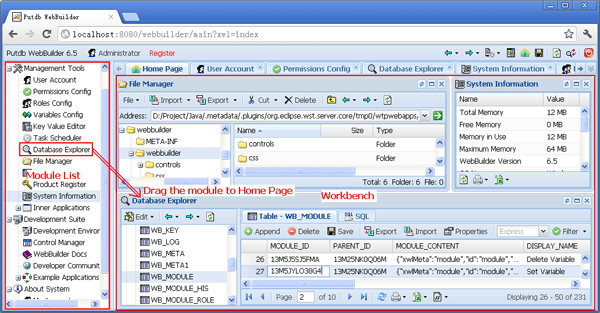 Putdb WebBuilder
localhost:8080/webbuilder/main?xwl=index
Putdb WebBuilder 6.5 Administrator Register
Management Tools
User Account
Permissions Config
Roles Config
Variables Config
Key Value Editor
Task Scheduler
Database Explorer
File Manager
Module List
Product Register
System Information
Inner Applications
Development Suite
Development Environ
Control Manager
WebBuilder Docs
Developer Communit
Example Applications
About System
Home Page User Account Permissions Config Database Explorer System Information
File Manager
File Import Export Cut Delete
Address: D:/Project/Java/.metadata/.plugins/org.eclipse.wst.server.core/tmp0/wtpwebapps
webbuilder
META-INF
webbuilder
controls
css
Name Size Type
controls Folder
css Folder
Total: 6 Folder: 6 File: 0
System Information
Name Value
Total Memory 12 MB
Free Memory 0 MB
Memory in Use 12 MB
Maximum Memory 64 MB
WebBuilder Version 6.5
Drag the module to Home Page
Workbench
Database Explorer
Edit
WB_KEY
WB_LOG
WB_META
WB_META1
WB_MODULE
WB_MODULE_HIS
WB_MODULE_ROLE
Table - WB_MODULE SQL
Append Delete Save Export Import Properties Express Filter
MODULE_ID PARENT_ID MODULE_CONTENT DISPLAY_NAME
26 13M5J5SJ5FMA 13M25NK0Q06M {"xwlMeta":"module","id":"module",... Delete Variable
27 13M5JYLO38G4 13M25NK0Q06M {"xwlMeta":"module","id":"module",... Set Variable
Page 2 of 10 Displaying 26 - 50 of 231